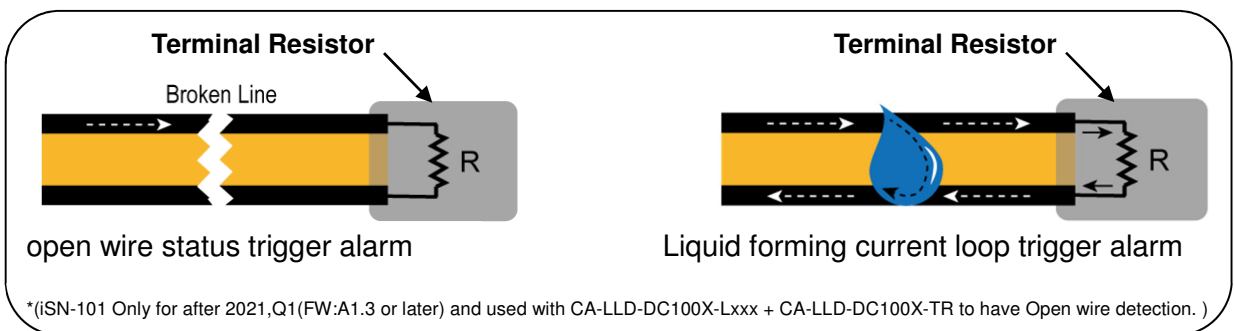 Terminal Resistor
Broken Line
R
open wire status trigger alarm
Terminal Resistor
R
Liquid forming current loop trigger alarm
*(iSN-101 Only for after 2021,Q1(FW:A1.3 or later) and used with CA-LLD-DC100X-Lxxx + CA-LLD-DC100X-TR to have Open wire detection. )